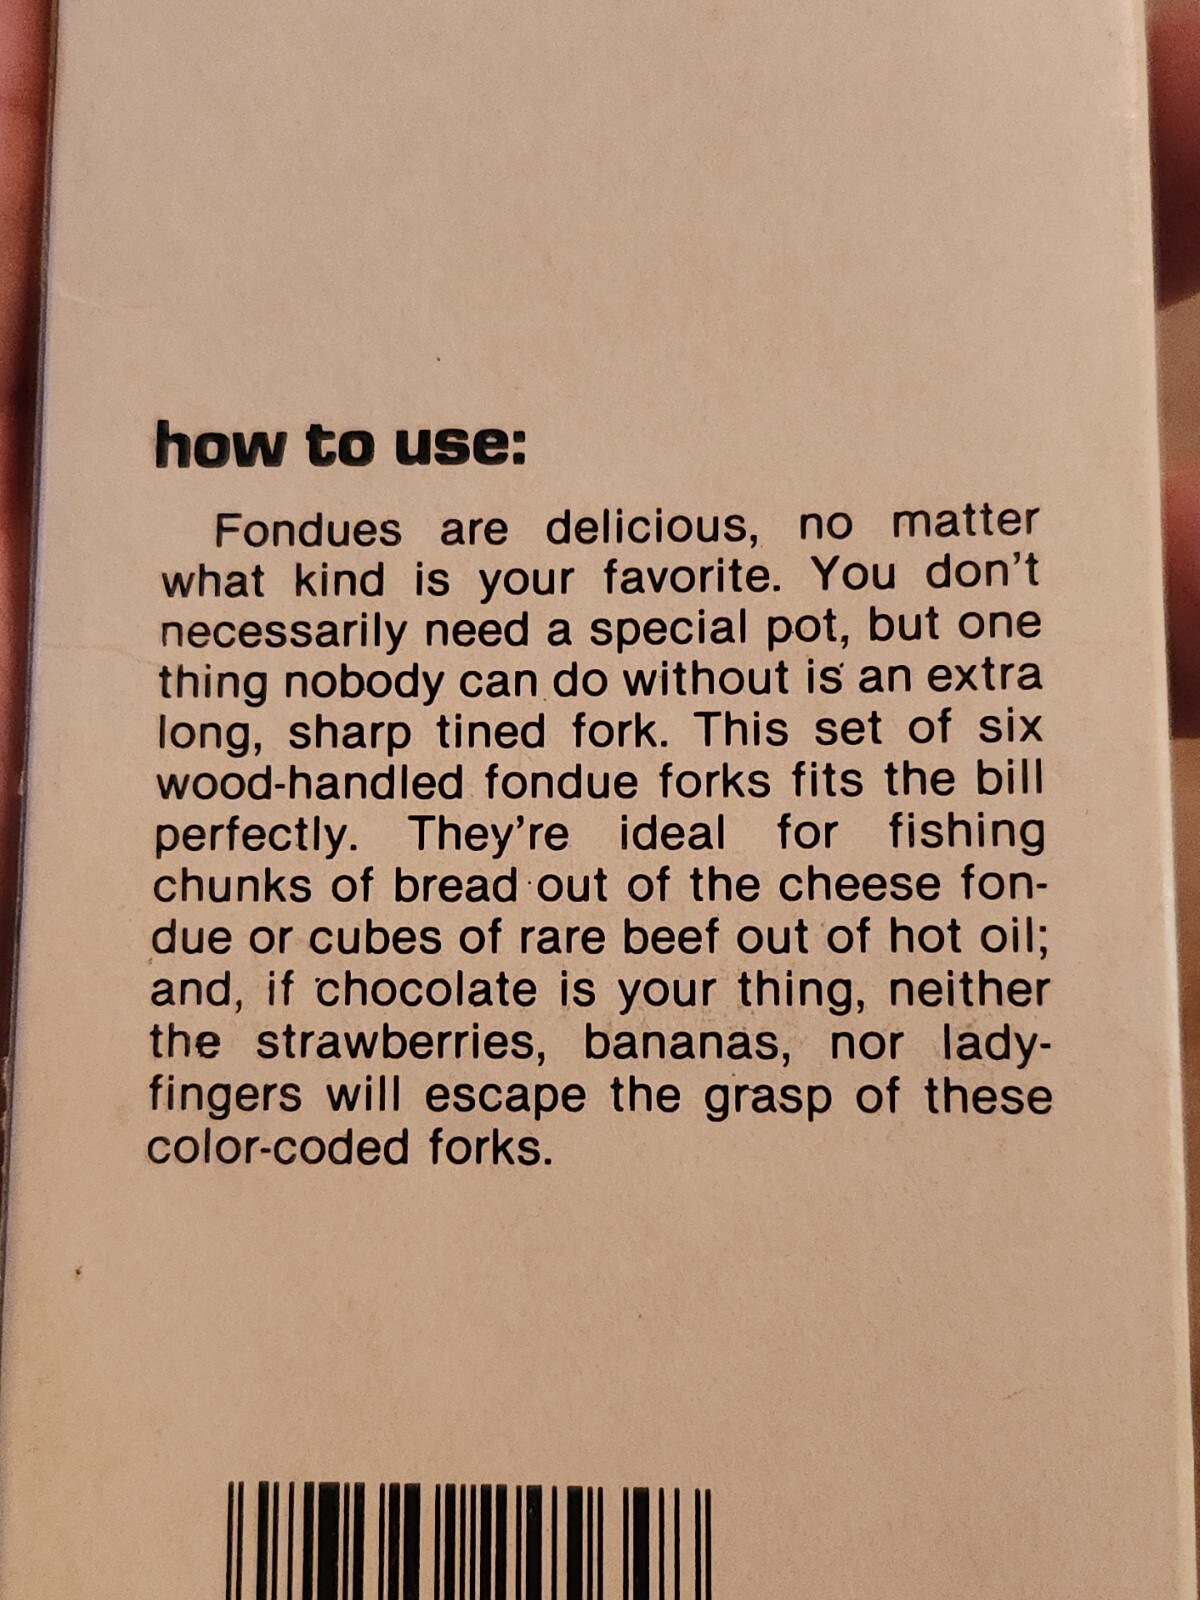 how to use:
Fondues are delicious, no matter
what kind is your favorite. You don't
necessarily need a special pot, but one
thing nobody can do without is an extra
long, sharp tined fork. This set of six
wood-handled fondue forks fits the bill
perfectly. They're ideal for fishing
chunks of bread out of the cheese fon-
due or cubes of rare beef out of hot oil;
and, if chocolate is your thing, neither
the strawberries, bananas, nor lady-
fingers will escape the grasp of these
color-coded forks.